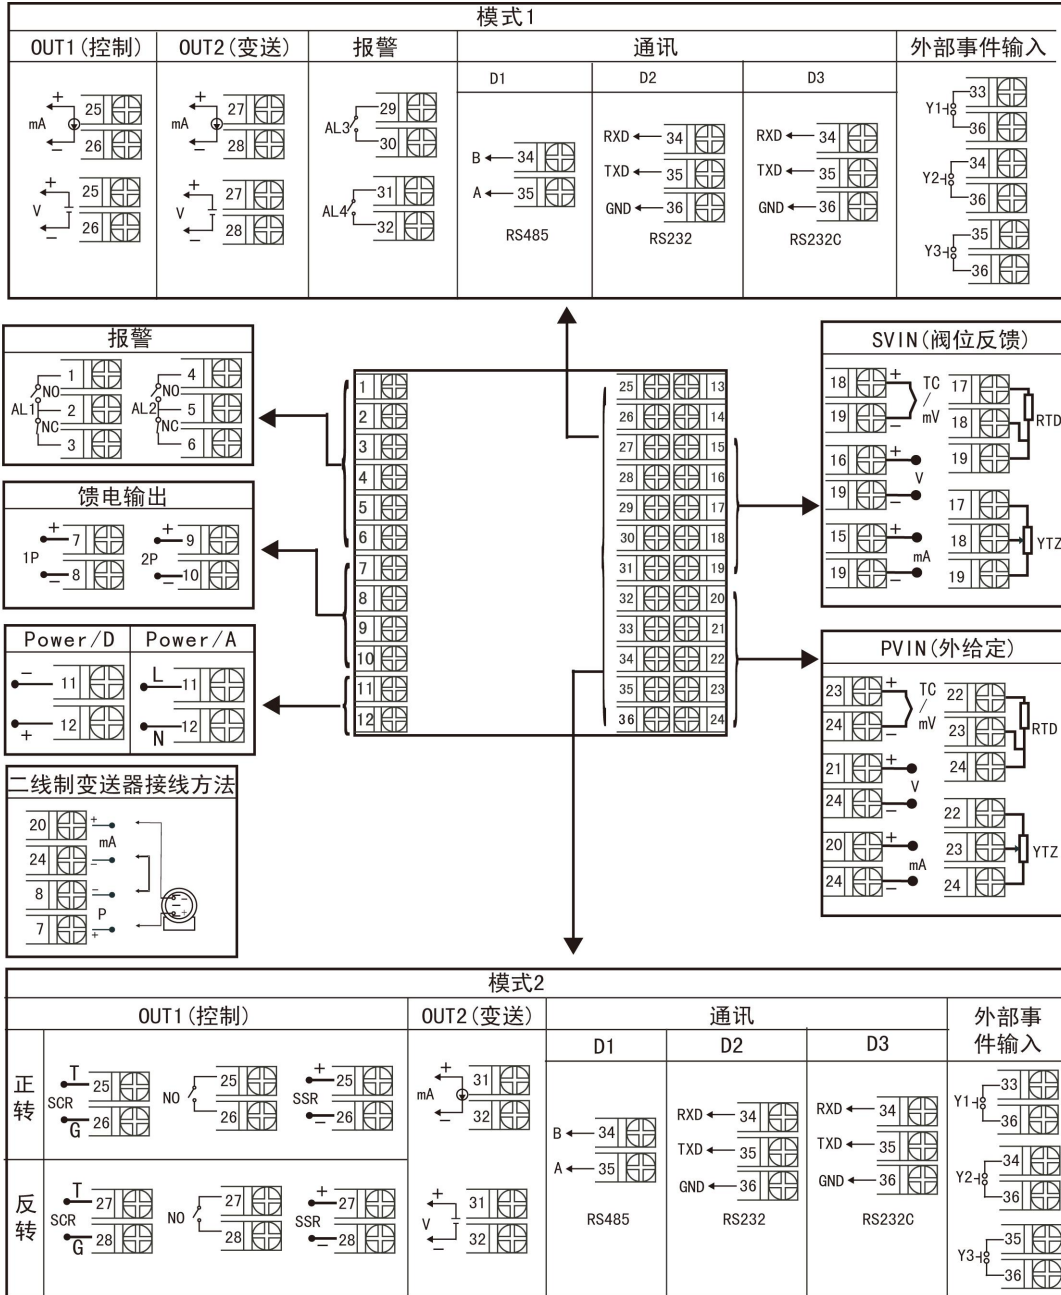 模式1
OUT1(控制) OUT2(变送) 报警 通讯 外部事件输入
D1 D2 D3
+ 25 mA 26 −
+ 25 V 26 −
+ 27 mA 28 −
+ 27 V 28 −
AL3 29 30
AL4 31 32
B 34
A 35
RS485
RXD 34
TXD 35
GND 36
RS232
RXD 34
TXD 35
GND 36
RS232C
Y1 33 36
Y2 34 36
Y3 35 36
报警
1 NO AL1 2 NC 3
4 NO AL2 5 NC 6
馈电输出
+ 7 1P − 8
+ 9 2P − 10
Power/D Power/A
− 11
+ 12
L 11
N 12
二线制变送器接线方法
20 +
mA
24 −
8 −
P
7 +
− − +
1 25 13
2 26 14
3 27 15
4 28 16
5 29 17
6 30 18
7 31 19
8 32 20
9 33 21
10 34 22
11 35 23
12 36 24
SVIN(阀位反馈)
18 + TC/mV 19 −
17 18 19 RTD
16 + V 19 −
17 18 19 YTZ
15 + mA 19 −
PVIN(外给定)
23 + TC/mV 24 −
22 23 24 RTD
21 + V 24 −
22 23 24 YTZ
20 + mA 24 −
模式2
OUT1(控制) OUT2(变送) 通讯 外部事件输入
D1 D2 D3
正转
T 25 SCR G 26
NO 25 26
+ 25 SSR − 26
+ 31 mA 32 −
反转
T 27 SCR G 28
NO 27 28
+ 27 SSR − 28
+ 31 V 32 −
B 34
A 35
RS485
RXD 34
TXD 35
GND 36
RS232
RXD 34
TXD 35
GND 36
RS232C
Y1 33 36
Y2 34 36
Y3 35 36